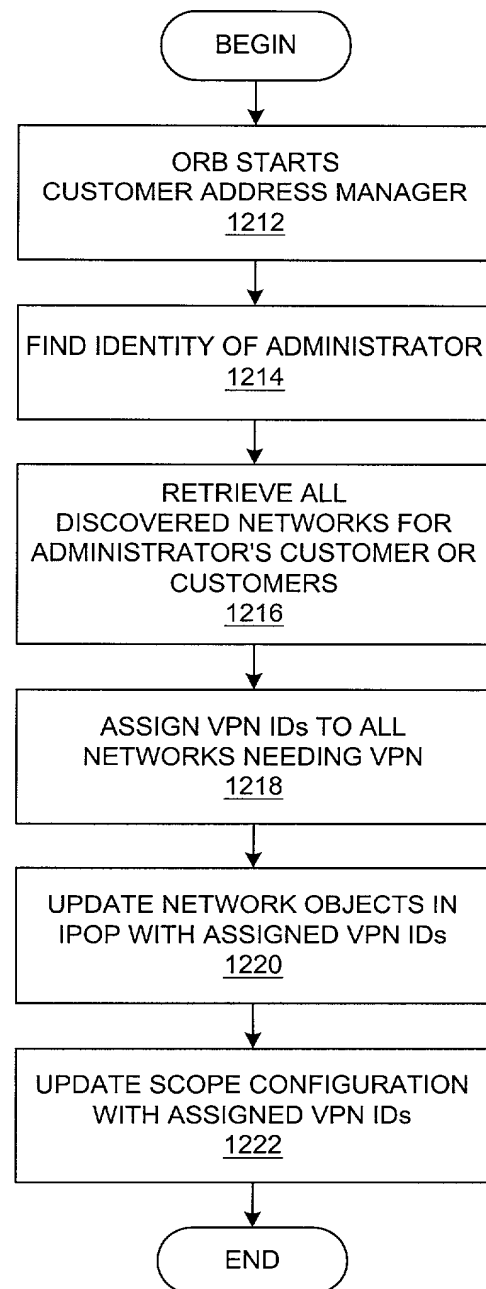 BEGIN
ORB STARTS
CUSTOMER ADDRESS MANAGER
1212
FIND IDENTITY OF ADMINISTRATOR
1214
RETRIEVE ALL
DISCOVERED NETWORKS FOR
ADMINISTRATOR'S CUSTOMER OR
CUSTOMERS
1216
ASSIGN VPN IDs TO ALL
NETWORKS NEEDING VPN
1218
UPDATE NETWORK OBJECTS IN
IPOP WITH ASSIGNED VPN IDs
1220
UPDATE SCOPE CONFIGURATION
WITH ASSIGNED VPN IDs
1222
END